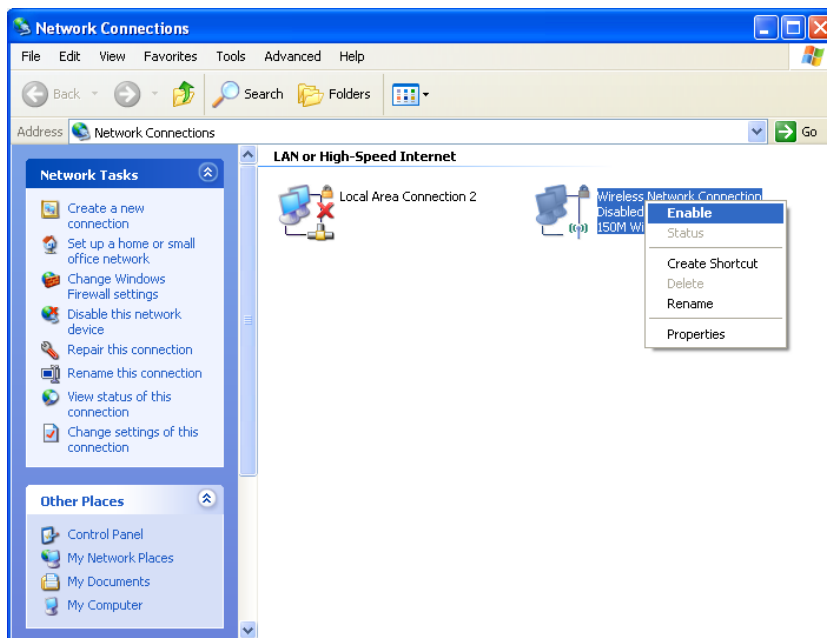 Network Connections
File Edit View Favorites Tools Advanced Help
Back Search Folders
Address Network Connections Go
Network Tasks
Create a new
connection
Set up a home or small
office network
Change Windows
Firewall settings
Disable this network
device
Repair this connection
Rename this connection
View status of this
connection
Change settings of this
connection
Other Places
Control Panel
My Network Places
My Documents
My Computer
LAN or High-Speed Internet
Local Area Connection 2
Wireless Network Connection
Disabled
150M
Enable
Status
Create Shortcut
Delete
Rename
Properties